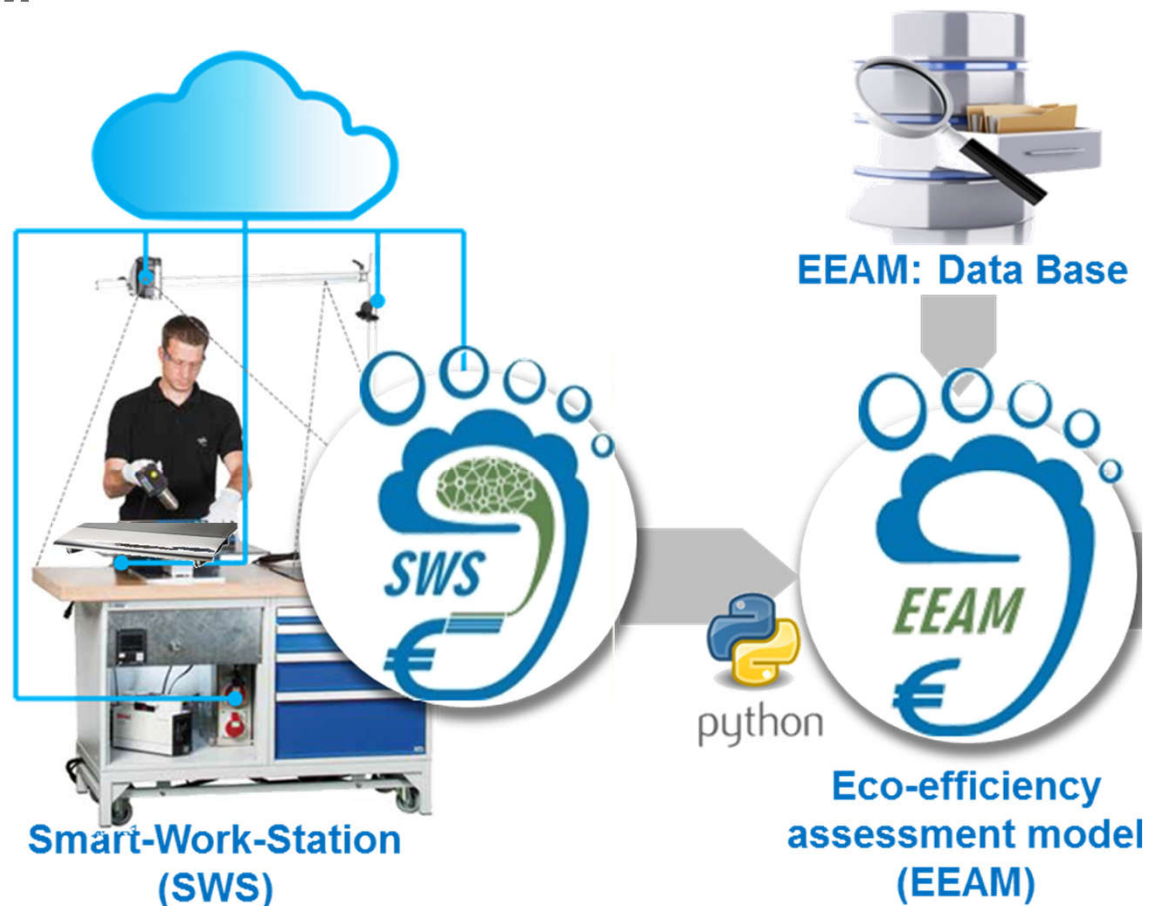 EEAM: Data Base
SWS
€
python
EEAM
€
Smart-Work-Station
(SWS)
Eco-efficiency
assessment model
(EEAM)